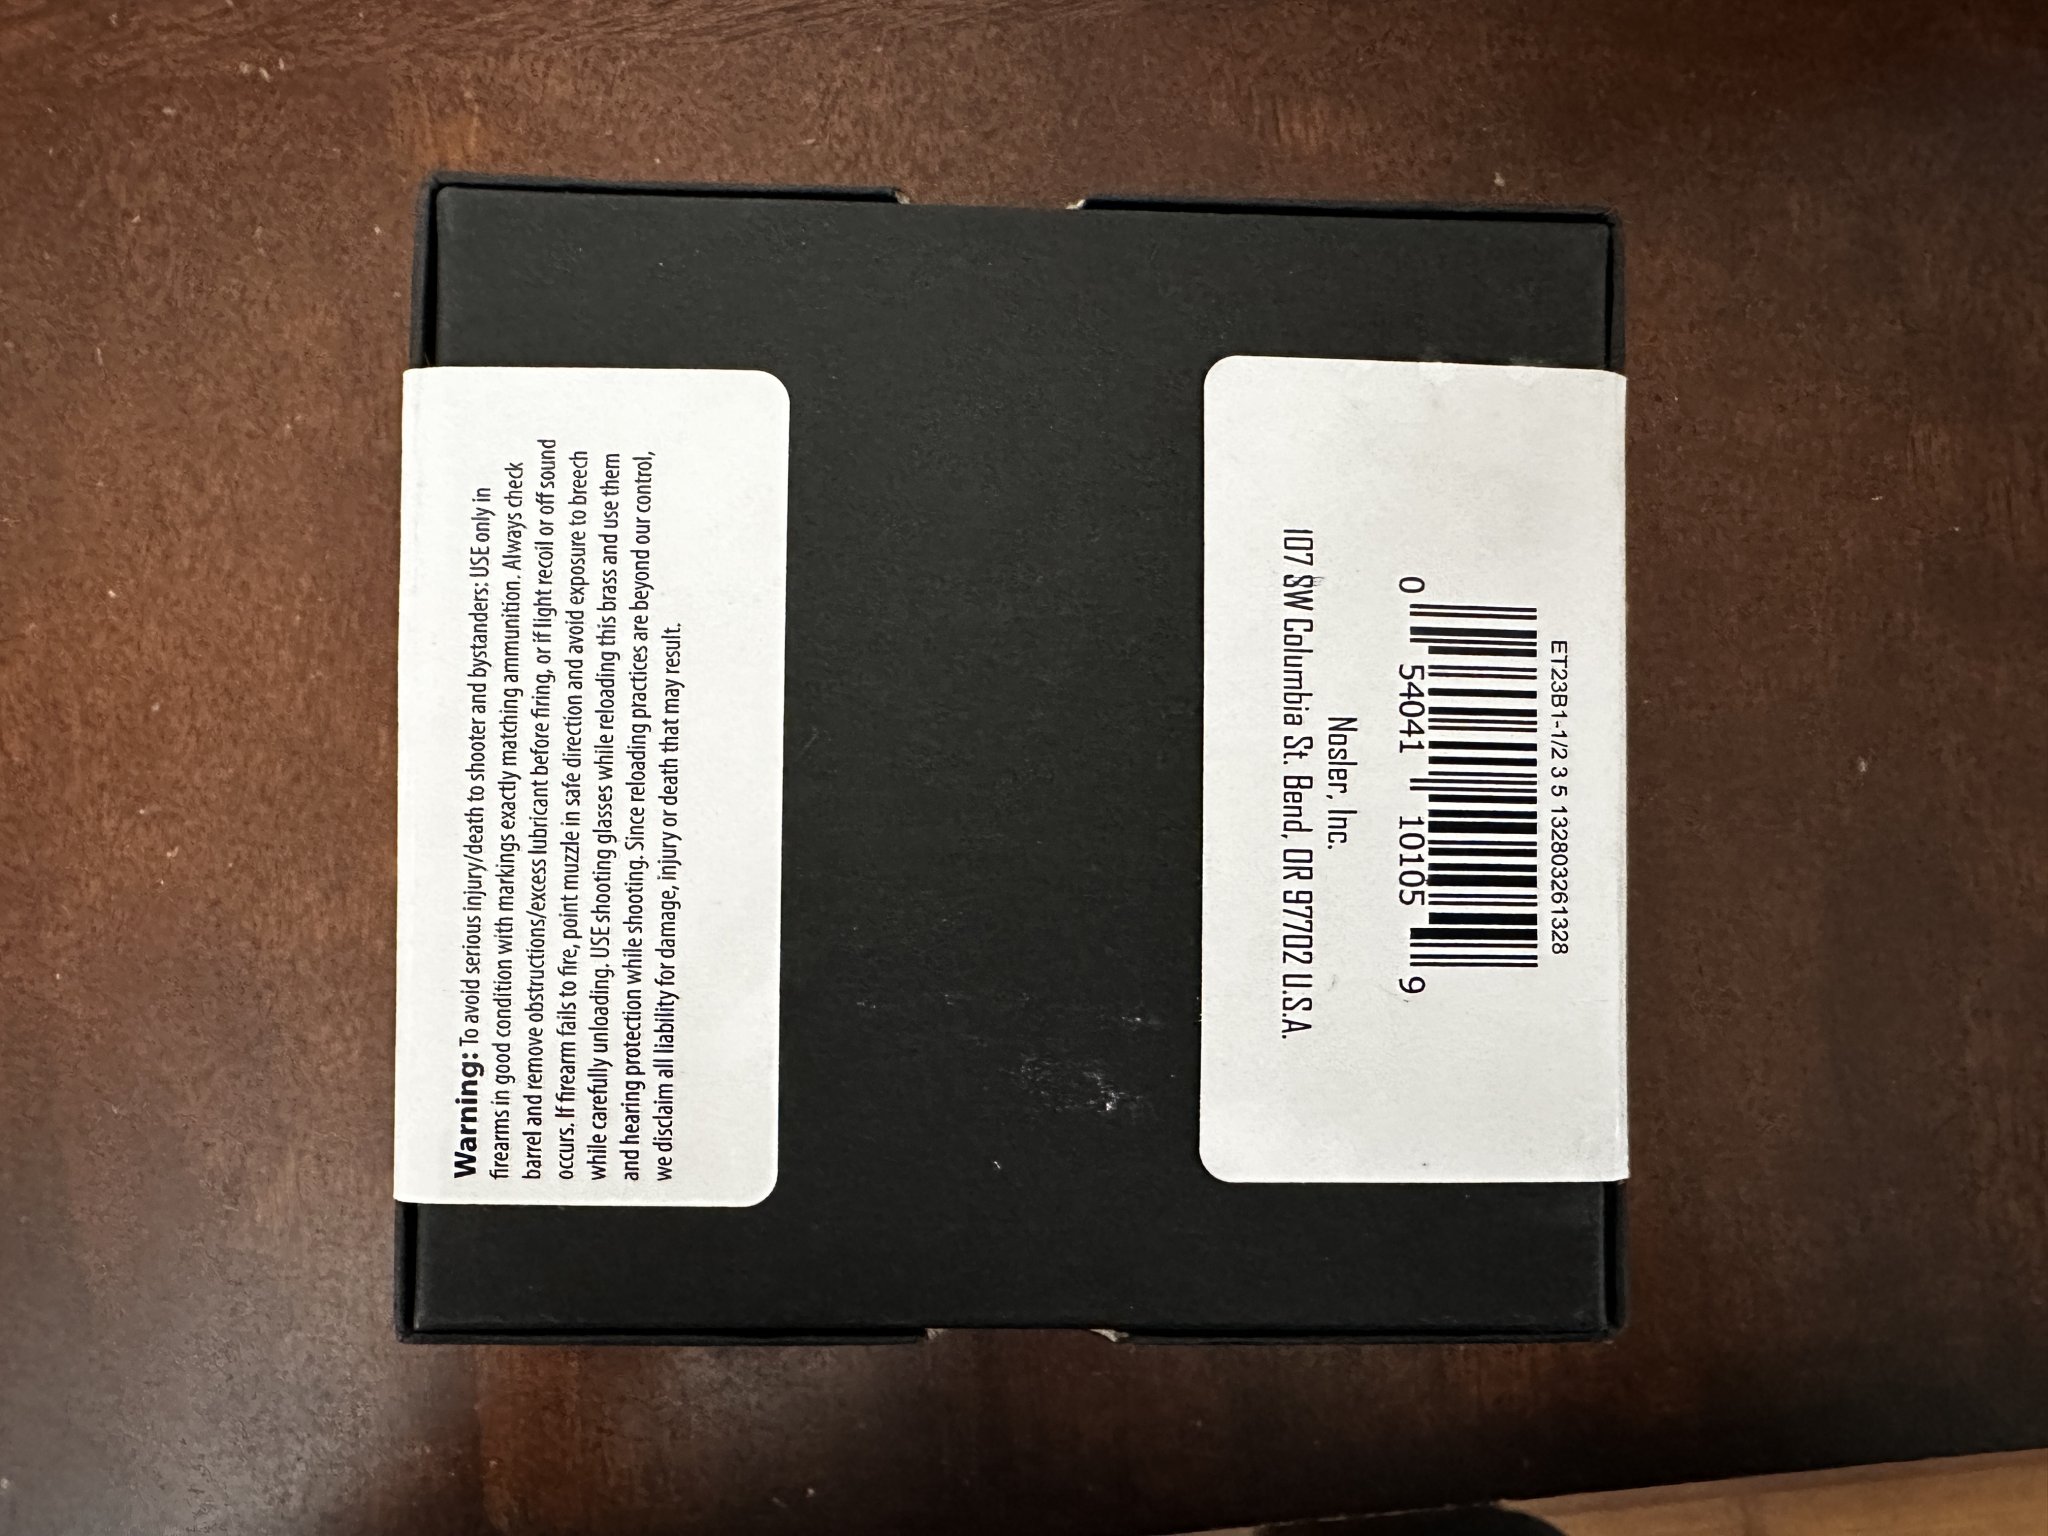 Warning: To avoid serious injury/death to shooter and bystanders: USE only in
firearms in good condition with markings exactly matching ammunition. Always check
barrel and remove obstructions/excess lubricant before firing, or if light recoil or off sound
occurs. If firearm fails to fire, point muzzle in safe direction and avoid exposure to breech
while carefully unloading. USE shooting glasses while reloading this brass and use them
and hearing protection while shooting. Since reloading practices are beyond our control,
we disclaim all liability for damage, injury or death that may result.
ET23B1-1/2 3 5 132803261328
0 54041 10105 9
Nosler, Inc.
107 SW Columbia St. Bend, OR 97702 U.S.A.